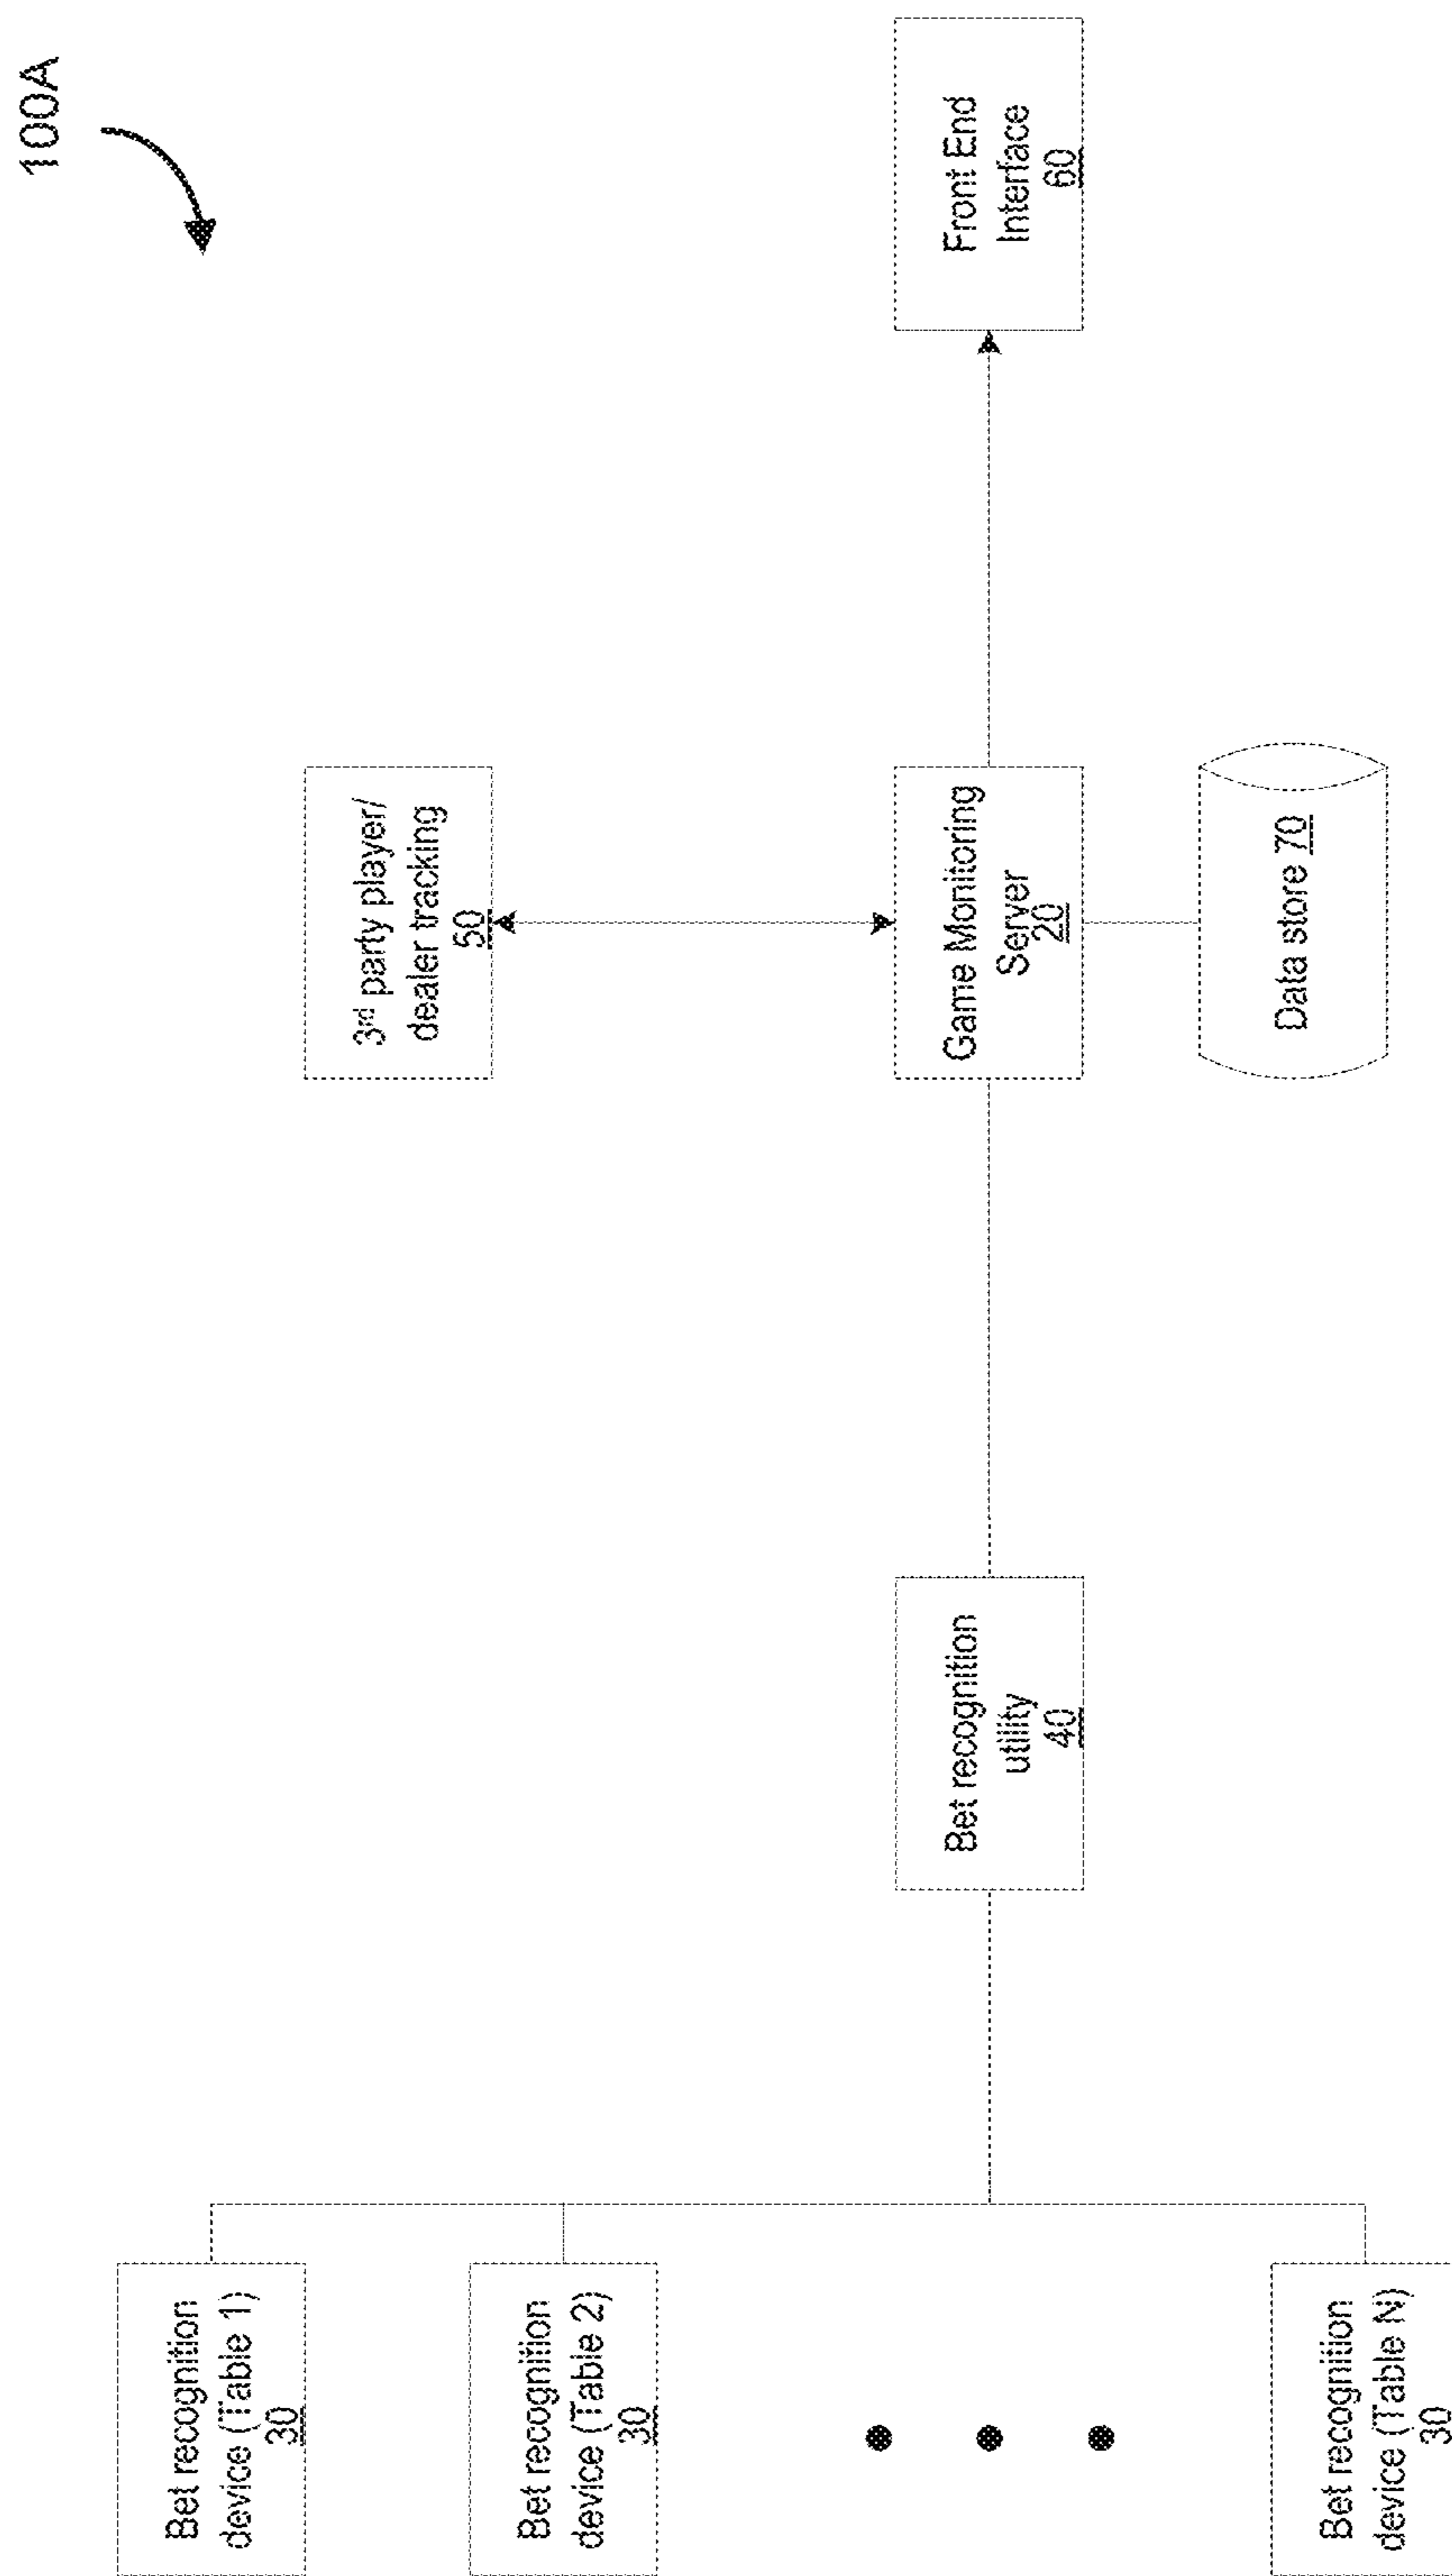 100A
Bet recognition
device (Table 1)
30
Bet recognition
device (Table 2)
30
Bet recognition
device (Table N)
30
Bet recognition
utility
40
3rd party player/
dealer tracking
50
Game Monitoring
Server
20
Data store 70
Front End
Interface
60